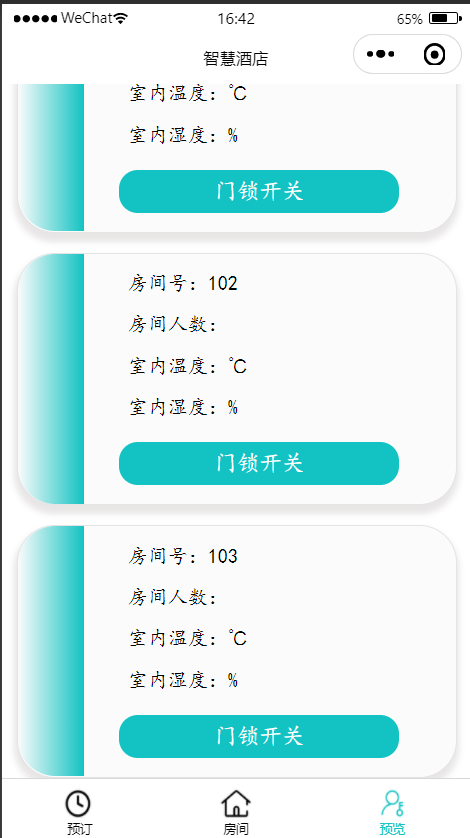 WeChat 16:42 65%
智慧酒店
室内温度：℃
室内湿度：%
门锁开关
房间号：102
房间人数：
室内温度：℃
室内湿度：%
门锁开关
房间号：103
房间人数：
室内温度：℃
室内湿度：%
门锁开关
预订 房间 预览